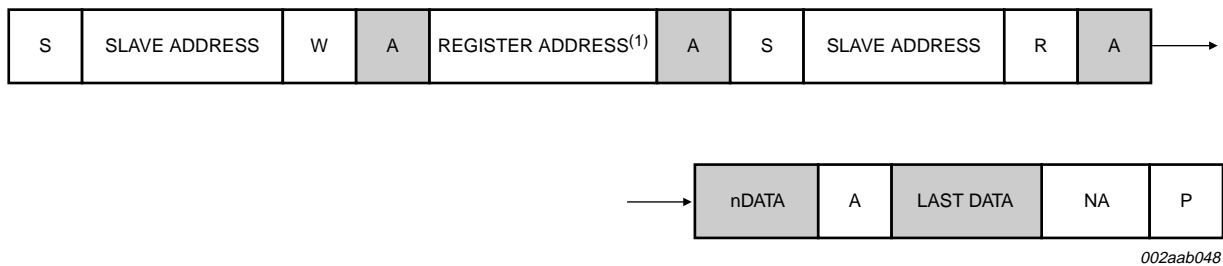 S SLAVE ADDRESS W A REGISTER ADDRESS(1) A S SLAVE ADDRESS R A
nDATA A LAST DATA NA P
002aab048